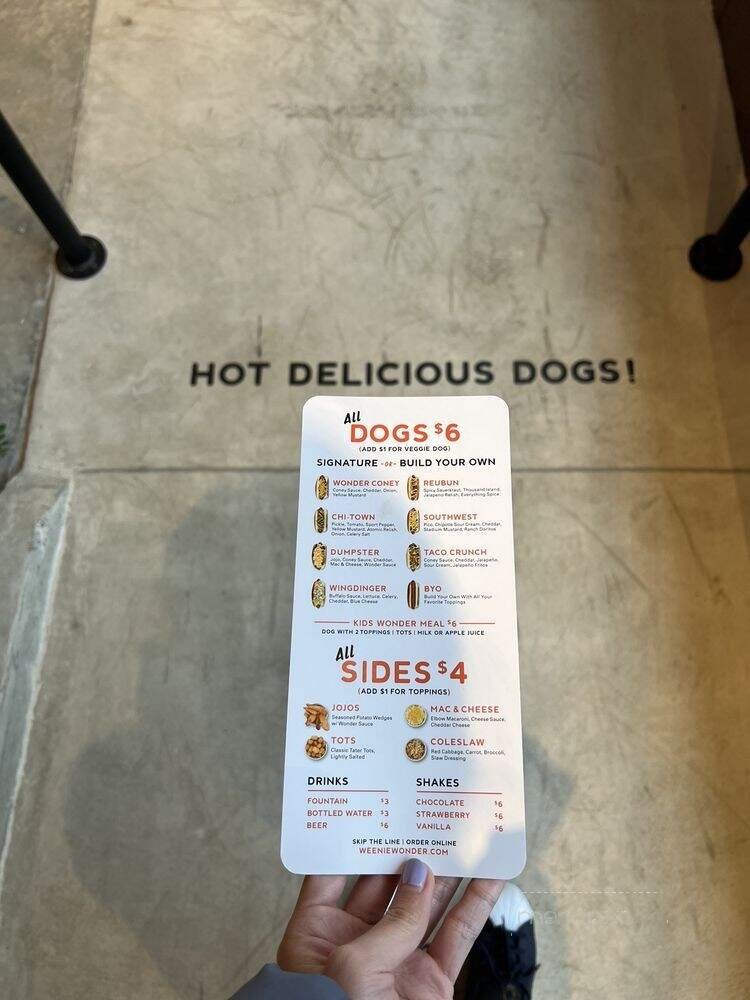 HOT DELICIOUS DOGS!
All
DOGS $6
(ADD $1 FOR VEGGIE DOG)
SIGNATURE -OR- BUILD YOUR OWN
WONDER CONEY
Coney Sauce, Cheddar, Onion,
Yellow Mustard
REUBUN
Spicy Sauerkraut, Thousand Island,
Jalapeno Relish, Everything Spice
CHI-TOWN
Pickle, Tomato, Sport Pepper,
Yellow Mustard, Atomic Relish,
Onion, Celery Salt
SOUTHWEST
Pico, Chipotle Sour Cream, Cheddar,
Stadium Mustard, Ranch Doritos
DUMPSTER
Jojo, Coney Sauce, Cheddar,
Mac & Cheese, Wonder Sauce
TACO CRUNCH
Coney Sauce, Cheddar, Jalapeño,
Sour Cream, Jalapeño Fritos
WINGDINGER
Buffalo Sauce, Lettuce, Celery,
Cheddar, Blue Cheese
BYO
Build Your Own With All Your
Favorite Toppings
KIDS WONDER MEAL $6
DOG WITH 2 TOPPINGS | TOTS | MILK OR APPLE JUICE
All
SIDES $4
(ADD $1 FOR TOPPINGS)
JOJOS
Seasoned Potato Wedges
w/ Wonder Sauce
MAC & CHEESE
Elbow Macaroni, Cheese Sauce,
Cheddar Cheese
TOTS
Classic Tater Tots,
Lightly Salted
COLESLAW
Red Cabbage, Carrot, Broccoli,
Slaw Dressing
DRINKS
FOUNTAIN $3
BOTTLED WATER $3
BEER $6
SHAKES
CHOCOLATE $6
STRAWBERRY $6
VANILLA $6
SKIP THE LINE | ORDER ONLINE
WEENIEWONDER.COM